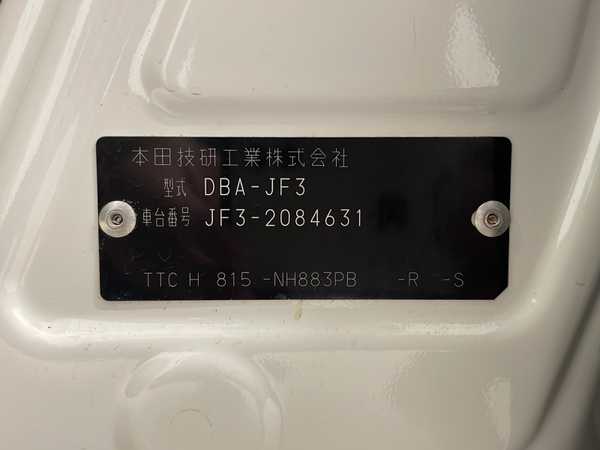 本田技研工業株式会社
型式 DBA-JF3
車台番号 JF3-2084631
TTC H 815 -NH883PB -R -S